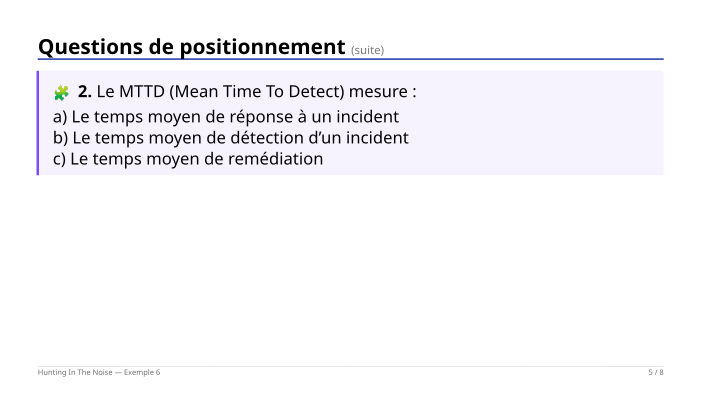 Questions de positionnement (suite)
🧩 2. Le MTTD (Mean Time To Detect) mesure :
a) Le temps moyen de réponse à un incident
b) Le temps moyen de détection d’un incident
c) Le temps moyen de remédiation
Hunting In The Noise — Exemple 6
5 / 8